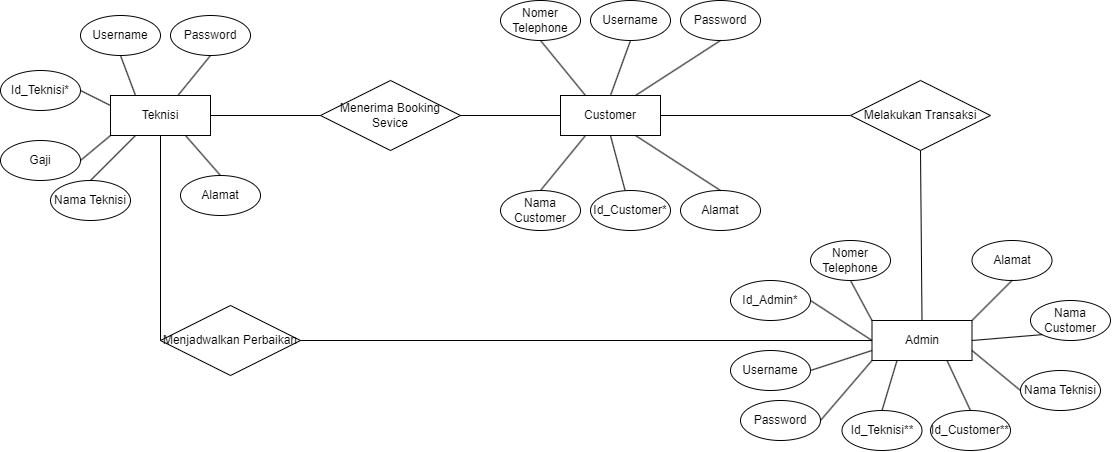 Nomer
Telephone
Username
Password
Username
Password
Id_Teknisi*
Teknisi
Menerima Booking
Sevice
Customer
Melakukan Transaksi
Gaji
Nama Teknisi
Alamat
Nama
Customer
Id_Customer*
Alamat
Nomer
Telephone
Alamat
Id_Admin*
Nama
Customer
Menjadwalkan Perbaikan
Admin
Username
Nama Teknisi
Password
Id_Teknisi**
Id_Customer**